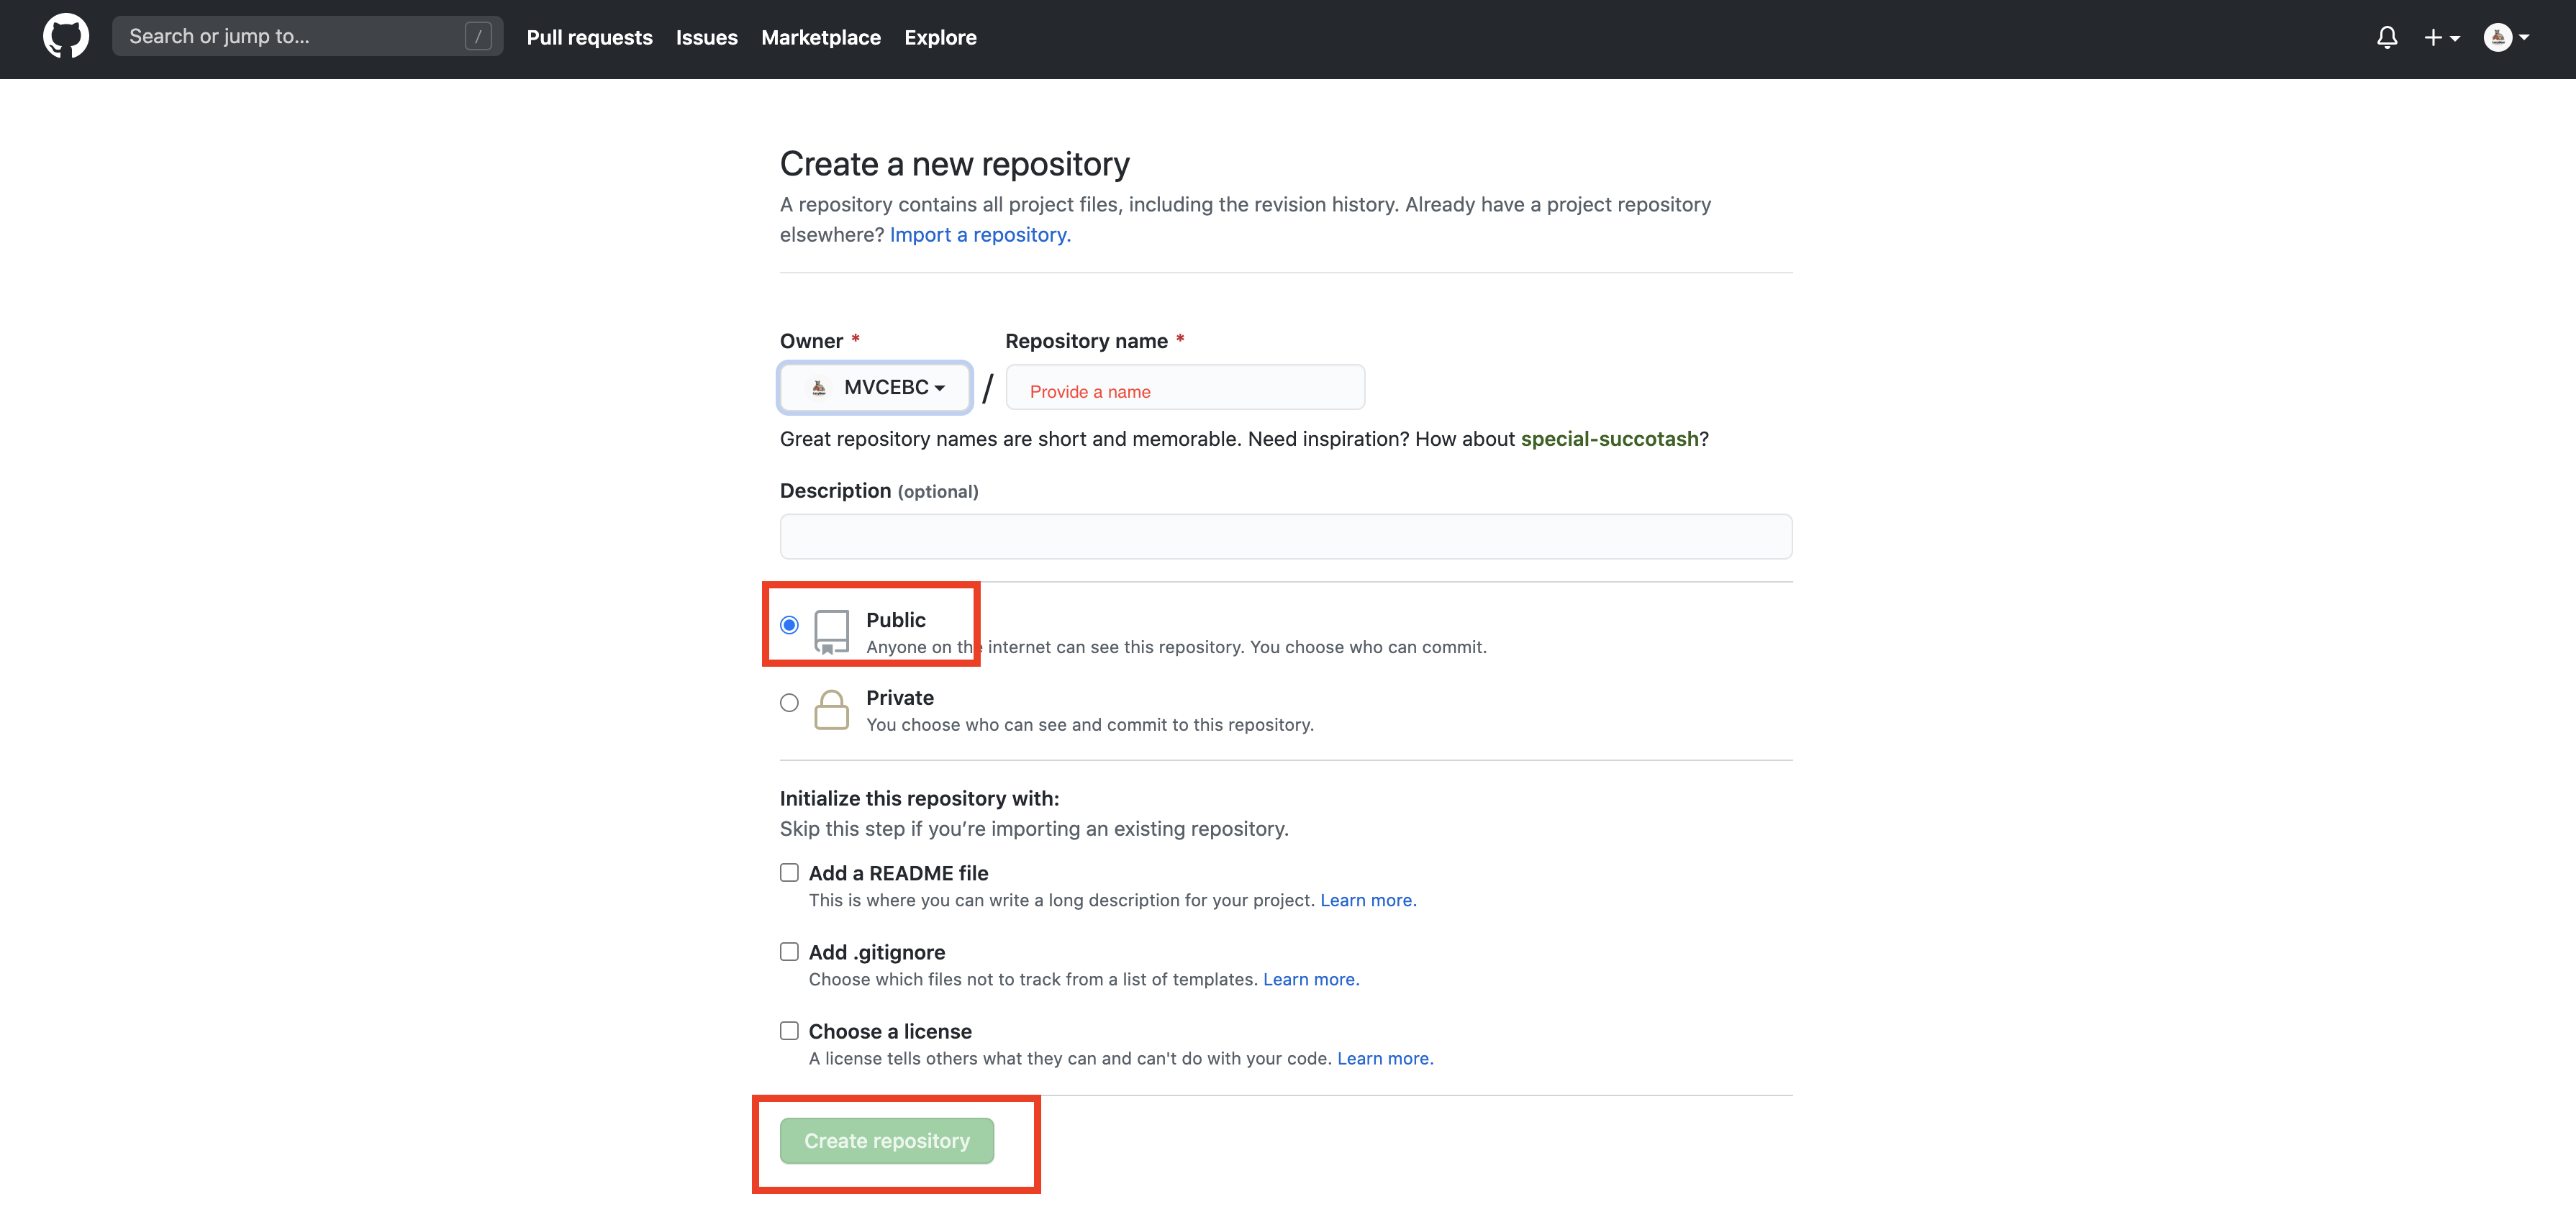 Search or jump to... / Pull requests Issues Marketplace Explore
Create a new repository
A repository contains all project files, including the revision history. Already have a project repository
elsewhere? Import a repository.
Owner * Repository name *
MVCEBC / Provide a name
Great repository names are short and memorable. Need inspiration? How about special-succotash?
Description (optional)
Public
Anyone on the internet can see this repository. You choose who can commit.
Private
You choose who can see and commit to this repository.
Initialize this repository with:
Skip this step if you’re importing an existing repository.
Add a README file
This is where you can write a long description for your project. Learn more.
Add .gitignore
Choose which files not to track from a list of templates. Learn more.
Choose a license
A license tells others what they can and can't do with your code. Learn more.
Create repository